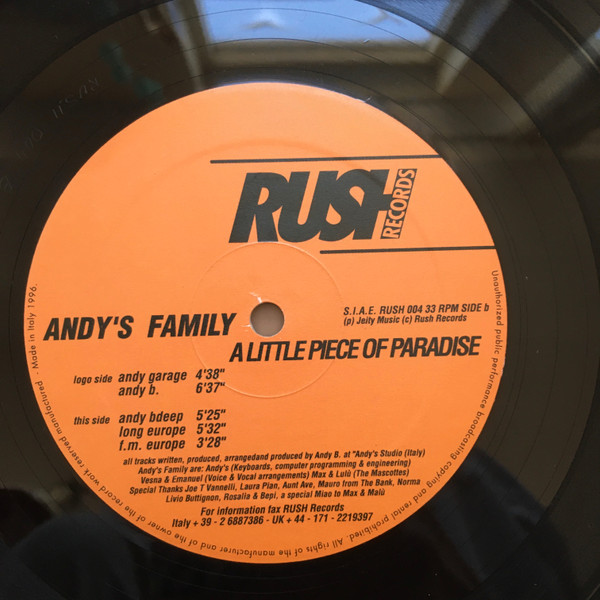 RUSH
RECORDS
S.I.A.E. RUSH 004 33 RPM SIDE b
(p) Jeity Music (c) Rush Records
ANDY'S FAMILY
A LITTLE PIECE OF PARADISE
logo side andy garage 4'38"
andy b. 6'37"
this side andy bdeep 5'25"
long europe 5'32"
f.m. europe 3'28"
all tracks written, produced, arrangedand produced by Andy B. at "Andy's Studio (Italy)
Andy's Family are: Andy's (Keyboards, computer programming & engineering)
Vesna & Emanuel (Voice & Vocal arrangements) Max & Lulù (The Mascottes)
Special Thanks Joe T Vannelli, Laura Plan, Aunt Ave, Mauro from The Bank, Norma
Livio Buttignon, Rosalia & Bepi, a special Miao to Max & Malù
For information fax RUSH Records
Italy + 39 - 2 6887386 - UK + 44 - 171 - 2219397
Unauthorized public performance broadcasting copying and rental prohibited. All rights of the manufacturer and of the owner of the record work reserved manufactured - Made in Italy 1996.